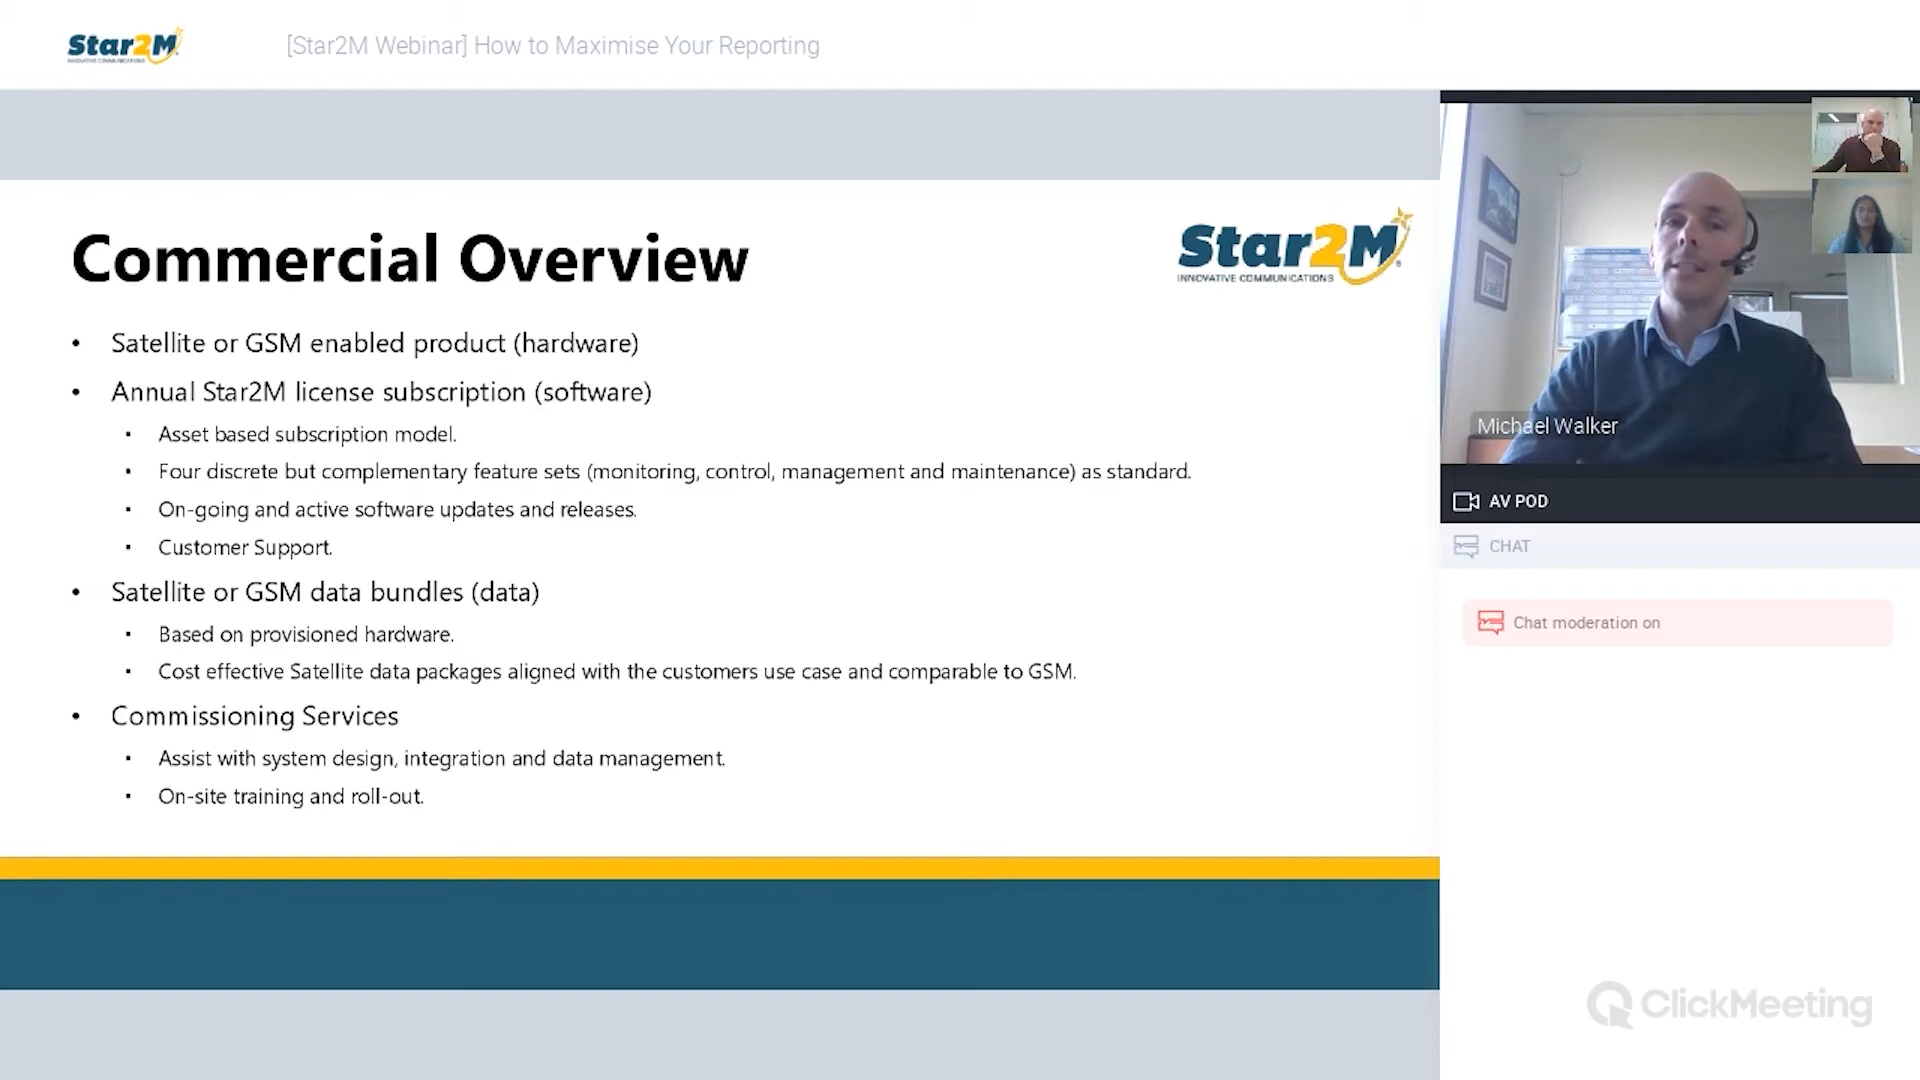 Star2M
INNOVATIVE COMMUNICATIONS
[Star2M Webinar] How to Maximise Your Reporting
Commercial Overview
Star2M
INNOVATIVE COMMUNICATIONS
• Satellite or GSM enabled product (hardware)
• Annual Star2M license subscription (software)
▪ Asset based subscription model.
▪ Four discrete but complementary feature sets (monitoring, control, management and maintenance) as standard.
▪ On-going and active software updates and releases.
▪ Customer Support.
• Satellite or GSM data bundles (data)
▪ Based on provisioned hardware.
▪ Cost effective Satellite data packages aligned with the customers use case and comparable to GSM.
• Commissioning Services
▪ Assist with system design, integration and data management.
▪ On-site training and roll-out.
Michael Walker
AV POD
CHAT
Chat moderation on
ClickMeeting